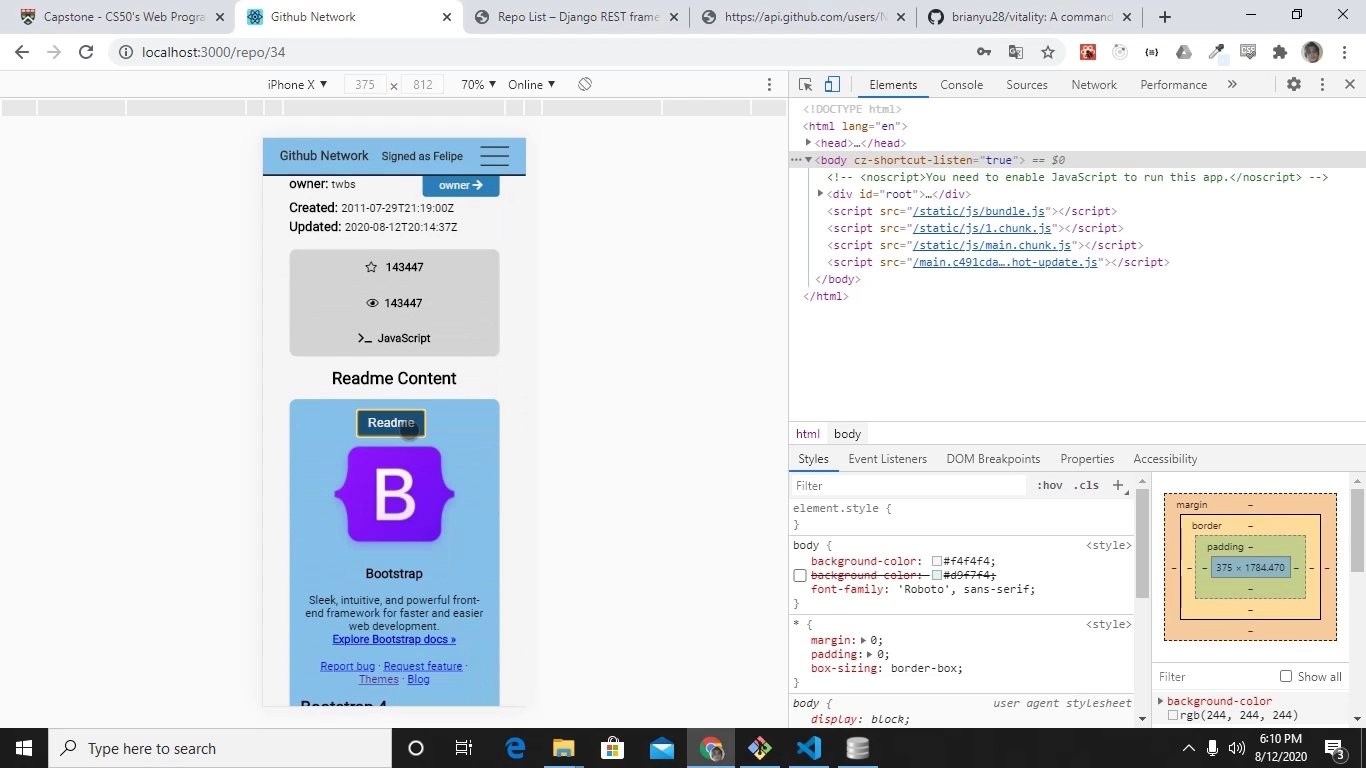 Capstone - CS50's Web Progra
Github Network
Repo List – Django REST frame
https://api.github.com/users/N
brianyu28/vitality: A command
localhost:3000/repo/34
iPhone X ▼ 375 x 812 70% ▼ Online ▼
Elements Console Sources Network Performance »
Github Network Signed as Felipe
owner: twbs
owner
Created: 2011-07-29T21:19:00Z
Updated: 2020-08-12T20:14:37Z
143447
143447
JavaScript
Readme Content
Readme
B
Bootstrap
Sleek, intuitive, and powerful front-
end framework for faster and easier
web development.
Explore Bootstrap docs »
Report bug · Request feature ·
Themes · Blog
Bootstrap 4
<!DOCTYPE html>
<html lang="en">
<head>…</head>
<body cz-shortcut-listen="true"> == $0
<!-- <noscript>You need to enable JavaScript to run this app.</noscript> -->
<div id="root">…</div>
<script src="/static/js/bundle.js"></script>
<script src="/static/js/1.chunk.js"></script>
<script src="/static/js/main.chunk.js"></script>
<script src="/main.c491cda….hot-update.js"></script>
</body>
</html>
html body
Styles Event Listeners DOM Breakpoints Properties Accessibility
Filter :hov .cls +
element.style {
}
body { <style>
background-color: #f4f4f4;
background-color: #d9f7f4;
font-family: 'Roboto', sans-serif;
}
* { <style>
margin: 0;
padding: 0;
box-sizing: border-box;
}
body { user agent stylesheet
display: block;
margin –
border –
padding –
– – – 375 × 1784.470 – – –
–
–
–
Filter Show all
background-color
rgb(244, 244, 244)
Type here to search
6:10 PM
8/12/2020
3